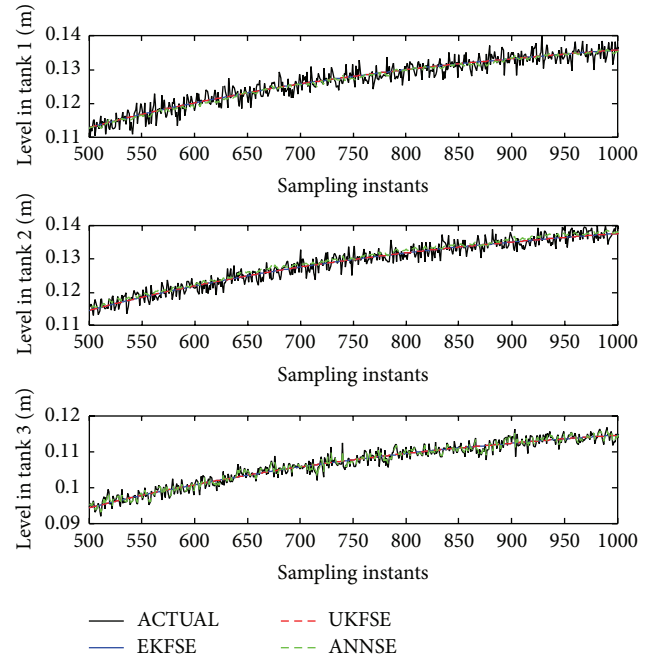 Level in tank 1 (m)
0.14
0.13
0.12
0.11
500 550 600 650 700 750 800 850 900 950 1000
Sampling instants
Level in tank 2 (m)
0.14
0.13
0.12
0.11
500 550 600 650 700 750 800 850 900 950 1000
Sampling instants
Level in tank 3 (m)
0.12
0.11
0.1
0.09
500 550 600 650 700 750 800 850 900 950 1000
Sampling instants
ACTUAL UKFSE
EKFSE ANNSE